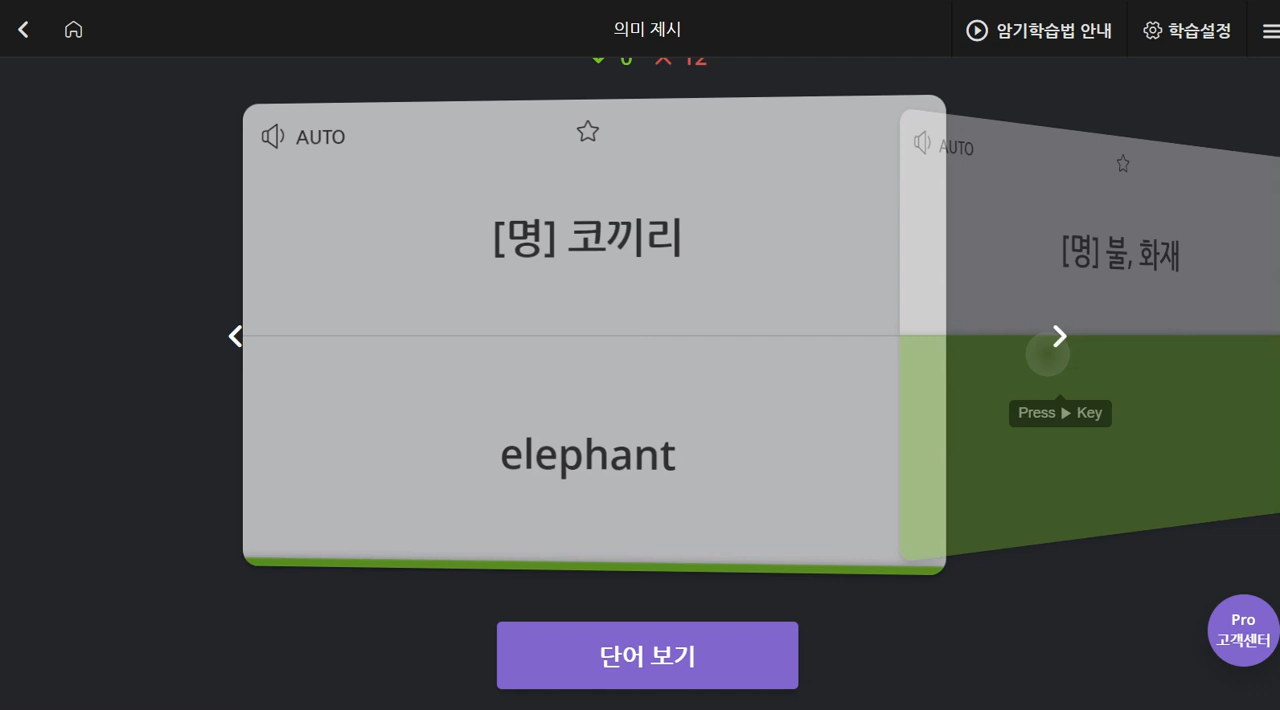 의미 제시
암기학습법 안내
학습설정
AUTO
[명] 코끼리
elephant
AUTO
[명] 불, 화재
Press ▶ Key
단어 보기
Pro
고객센터